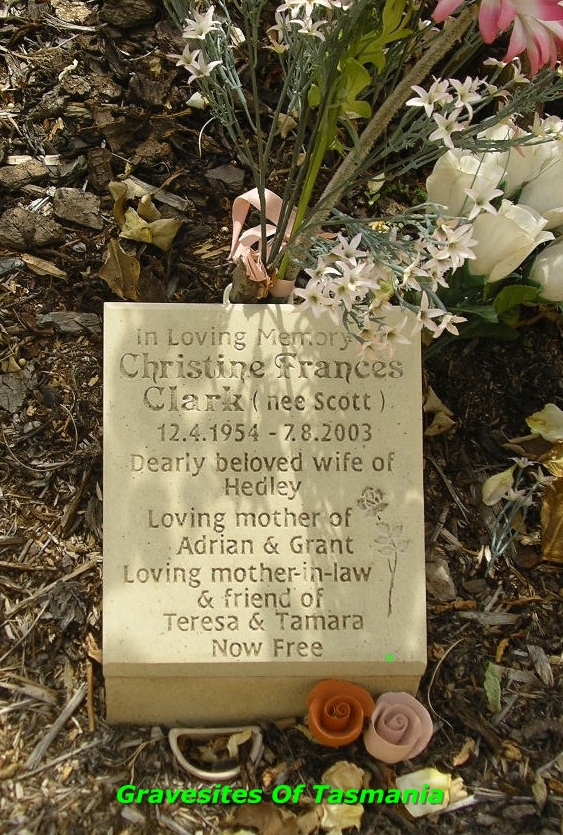 In Loving Memory
Christine Frances
Clark (nee Scott)
12.4.1954 - 7.8.2003
Dearly beloved wife of
Hedley
Loving mother of
Adrian & Grant
Loving mother-in-law
& friend of
Teresa & Tamara
Now Free
Gravesites Of Tasmania